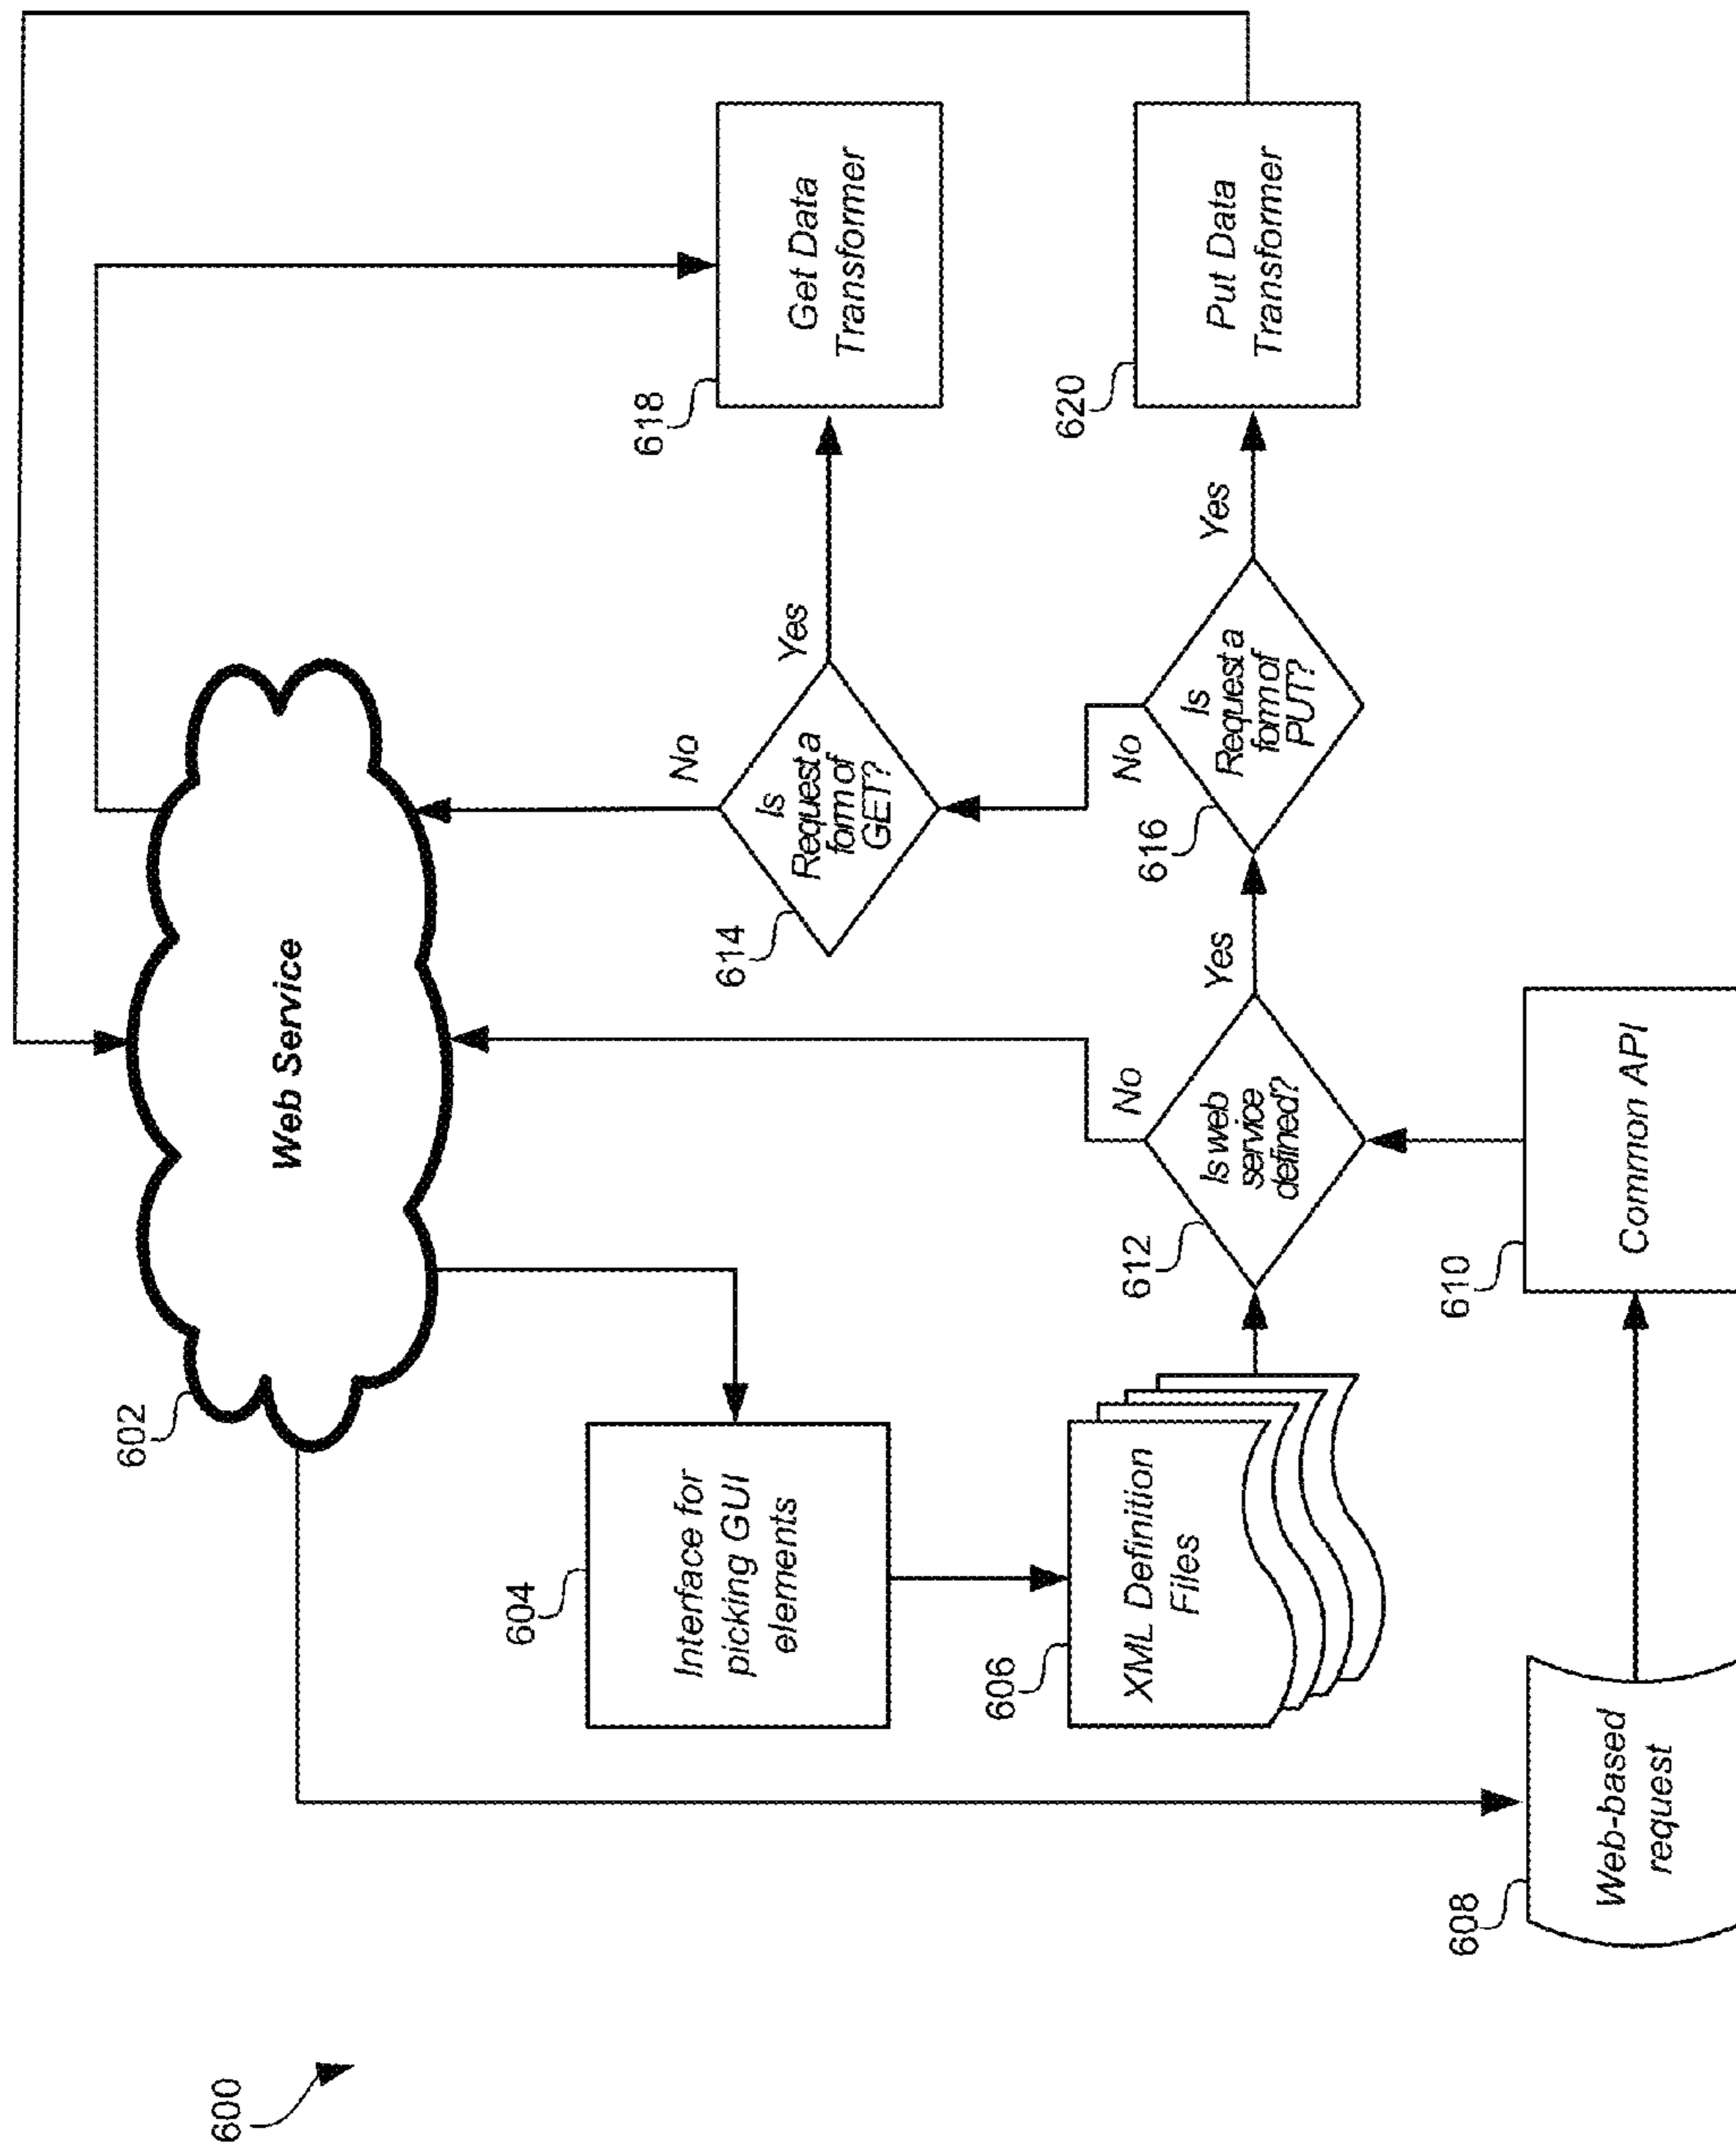 600
602
Web Service
604
Interface for
picking GUI
elements
606
XML Definition
Files
608
Web-based
request
610
Common API
612
Is web
service
defined?
No
Yes
614
Is
Request a
form of
GET?
No
Yes
616
Is
Request a
form of
PUT?
No
Yes
618
Get Data
Transformer
620
Put Data
Transformer